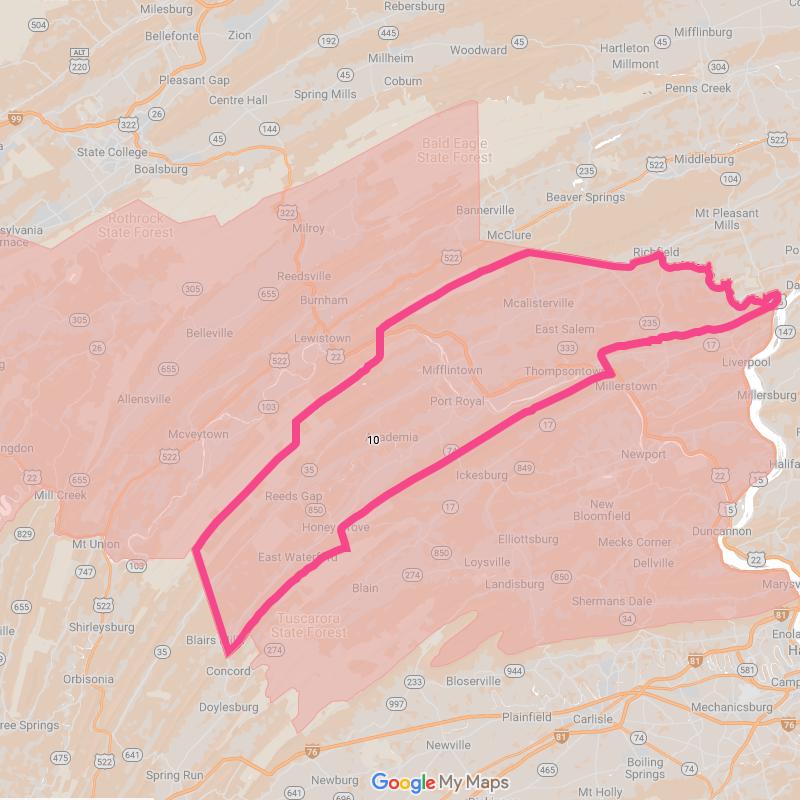 Milesburg
Rebersburg
504
Bellefonte
Zion
445
192
Woodward
45
Mifflinburg
Hartleton
45
Millmont
ALT
220
Millheim
Pleasant Gap
45
Coburn
304
Spring Mills
Penns Creek
Centre Hall
26
99
322
144
45
522
State College
Bald Eagle
State Forest
Boalsburg
522
Middleburg
235
104
Beaver Springs
Rothrock
State Forest
322
Bannerville
Mt Pleasant
Mills
sylvania
rnace
Milroy
McClure
Richfield
522
Reedsville
305
655
Burnham
Mcalisterville
305
235
147
Belleville
Lewistown
22
East Salem
26
522
333
17
Liverpool
655
Mifflintown
Thompsontown
Millerstown
Allensville
Port Royal
Millersburg
103
17
Mcveytown
10
ademia
ngdon
522
35
849
Newport
Halifa
22
655
Ickesburg
22
Mill Creek
Reeds Gap
17
New
Bloomfield
850
829
Mt Union
Elliottsburg
Duncannon
850
Mecks Corner
22
East Waterford
103
747
Loysville
Dellville
274
850
Blain
Landisburg
Marysv
655
522
Shermans Dale
Shirleysburg
Tuscarora
State Forest
34
81
Enola
35
Blairs
274
Concord
81
944
581
Orbisonia
233
Bloserville
Camp
Doylesburg
997
Mechanicsburg
Plainfield
Carlisle
ree Springs
81
76
475
522
641
76
Newville
74
Boiling
Springs
Spring Run
Newburg
465
641
696
Mt Holly
Google My Maps